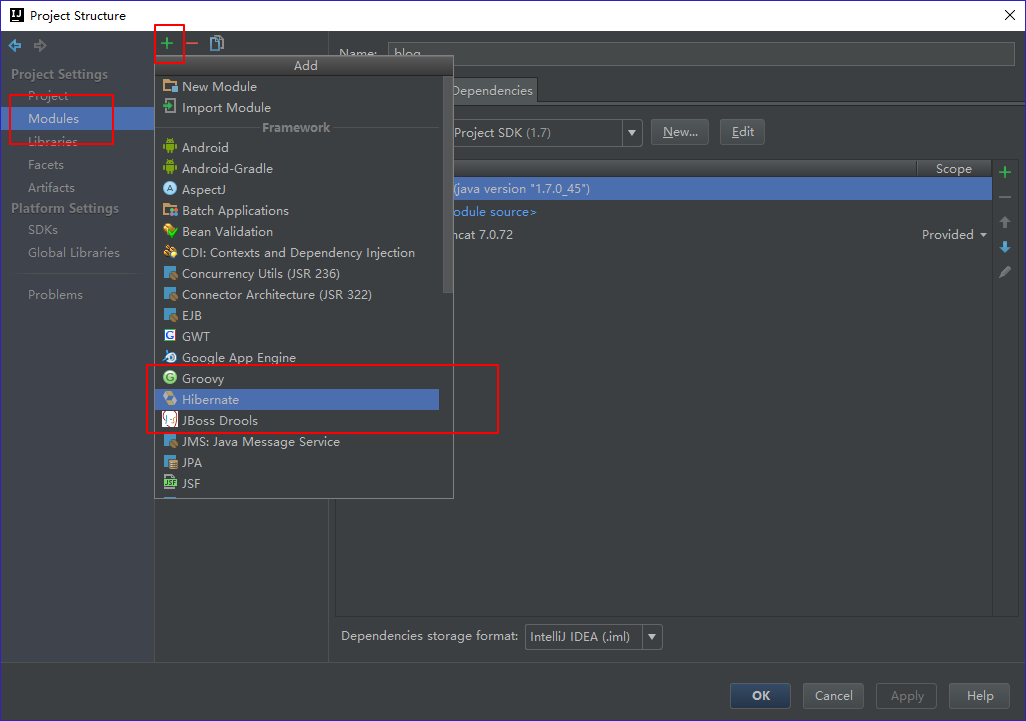 Project Structure
Project Settings
Project
Modules
Libraries
Facets
Artifacts
Platform Settings
SDKs
Global Libraries
Problems
Add
New Module
Import Module
Framework
Android
Android-Gradle
AspectJ
Batch Applications
Bean Validation
CDI: Contexts and Dependency Injection
Concurrency Utils (JSR 236)
Connector Architecture (JSR 322)
EJB
GWT
Google App Engine
Groovy
Hibernate
JBoss Drools
JMS: Java Message Service
JPA
JSF
Name: blog
Dependencies
Project SDK (1.7)
New...
Edit
Scope
(java version "1.7.0_45")
odule source>
ncat 7.0.72
Provided
Dependencies storage format: IntelliJ IDEA (.iml)
OK
Cancel
Apply
Help